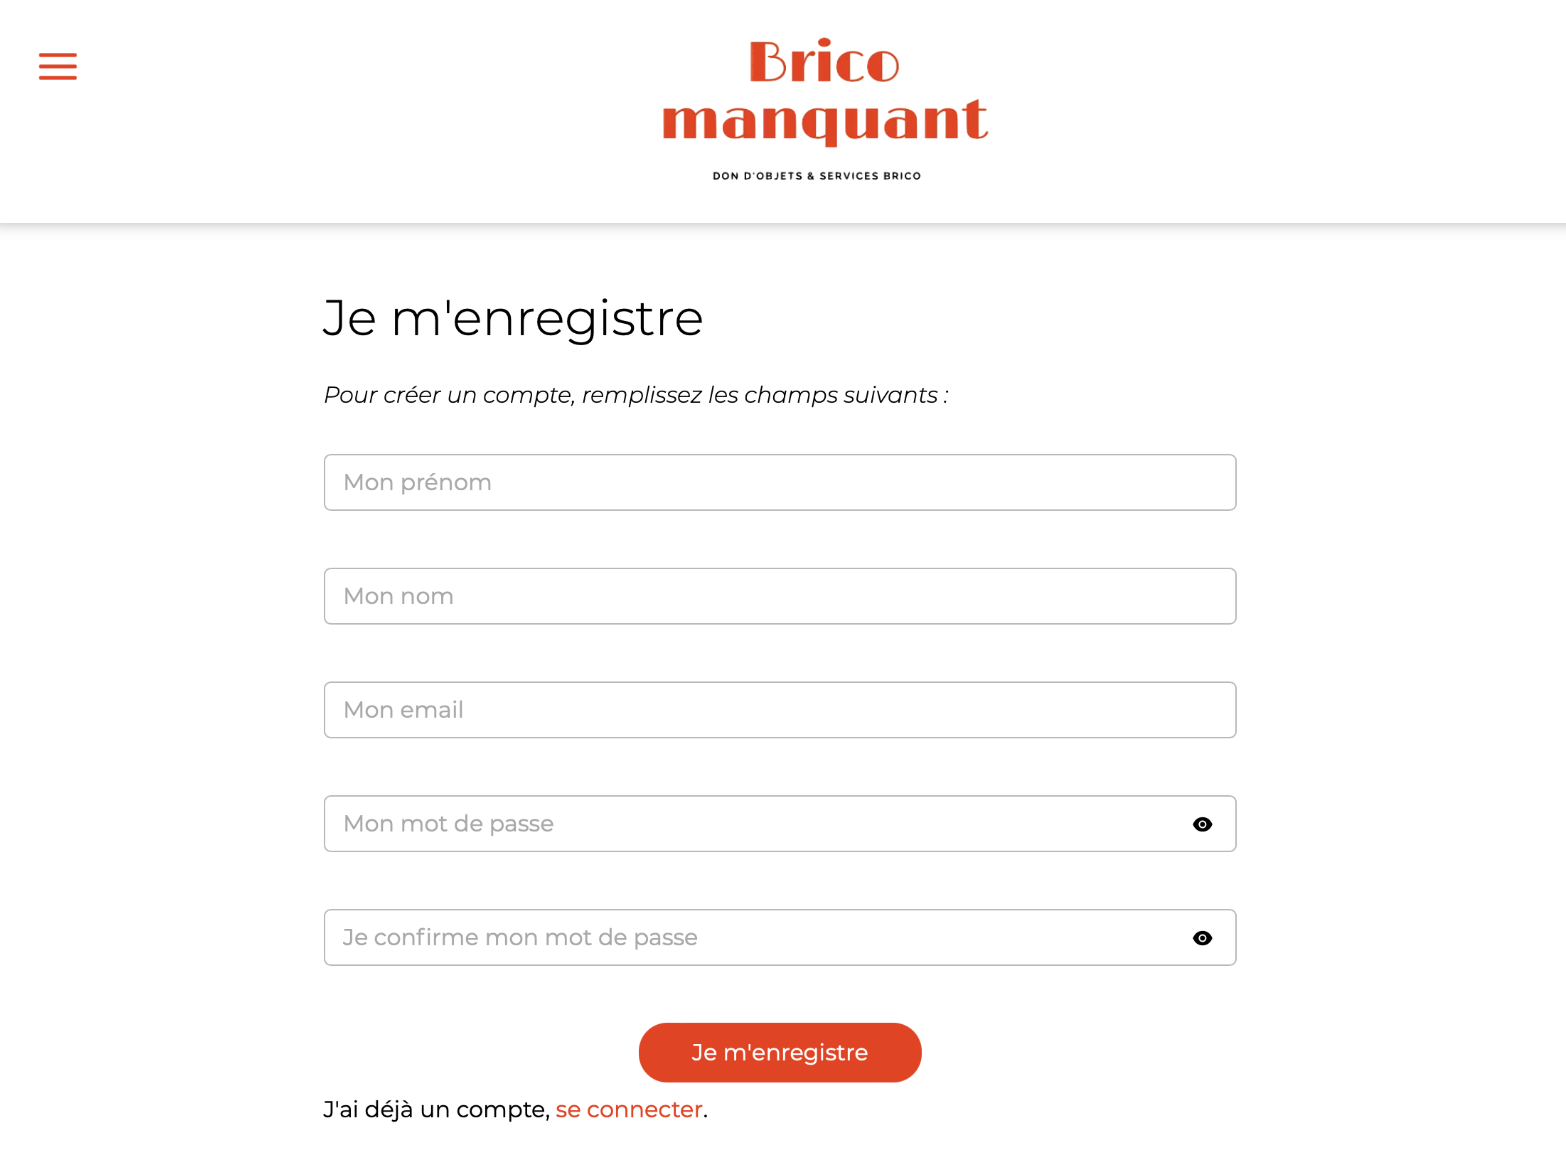 Brico
manquant
DON D'OBJETS & SERVICES BRICO
Je m'enregistre
Pour créer un compte, remplissez les champs suivants :
Mon prénom
Mon nom
Mon email
Mon mot de passe
Je confirme mon mot de passe
Je m'enregistre
J'ai déjà un compte, se connecter.